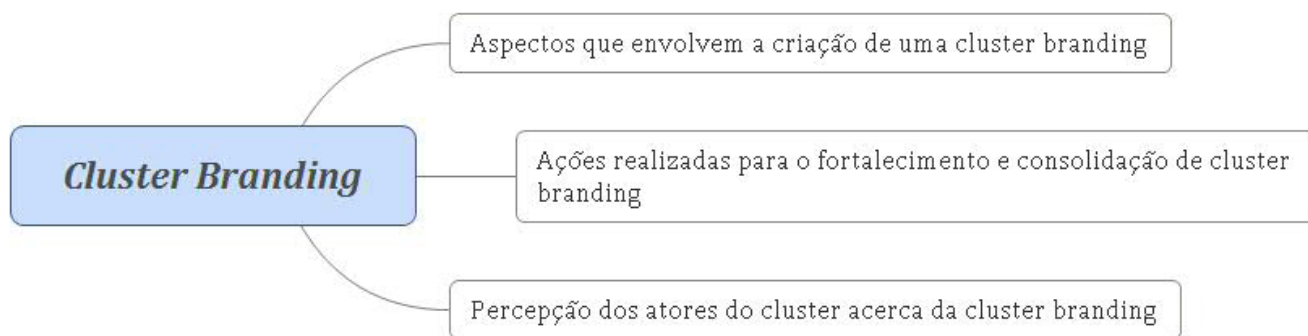 Aspectos que envolvem a criação de uma cluster branding
Cluster Branding
Ações realizadas para o fortalecimento e consolidação de cluster
branding
Percepção dos atores do cluster acerca da cluster branding